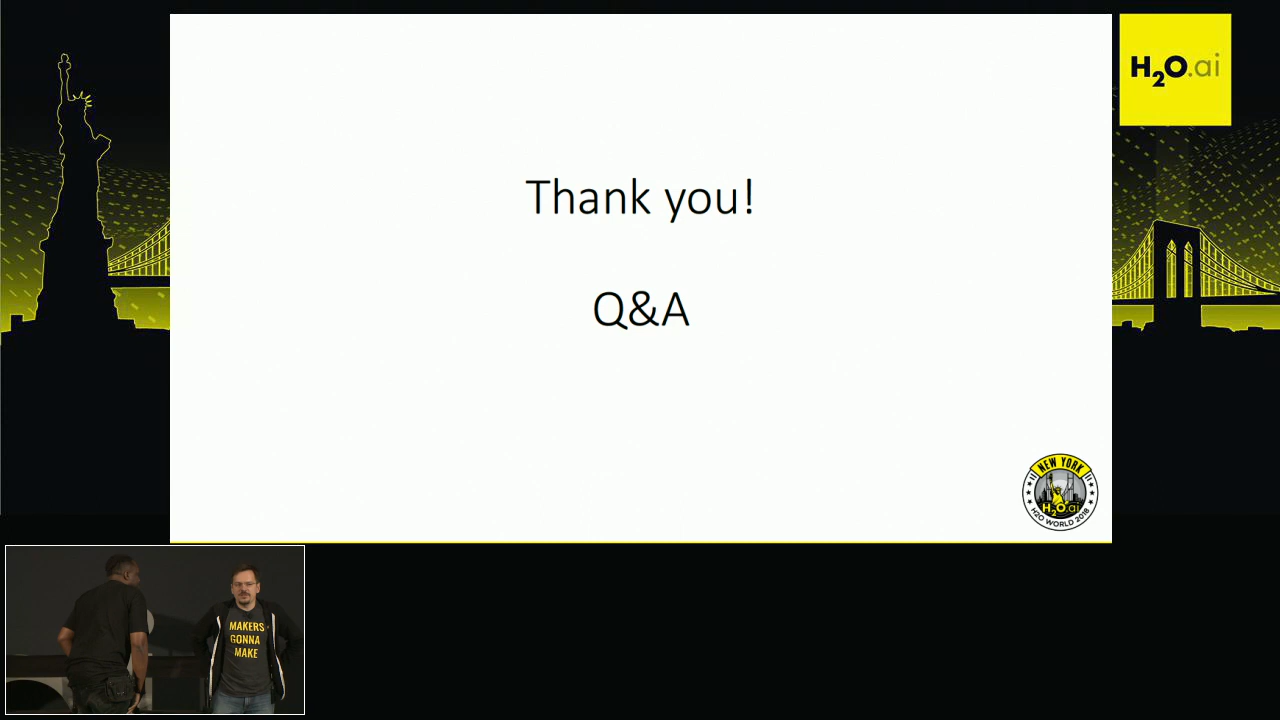 H2O.ai
Thank you!
Q&A
NEW YORK
H2O.ai
H2O WORLD 2018
MAKERS
GONNA
MAKE